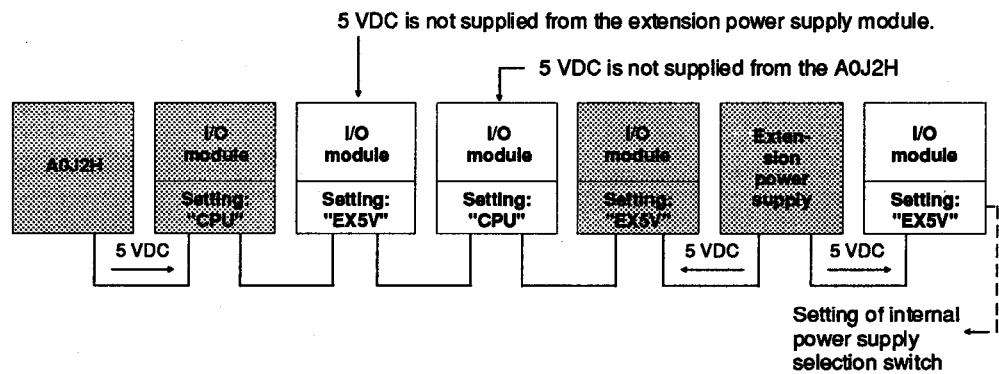 5 VDC is not supplied from the extension power supply module.
5 VDC is not supplied from the A0J2H
A0J2H
I/O
module
Setting:
"CPU"
I/O
module
Setting:
"EX5V"
I/O
module
Setting:
"CPU"
I/O
module
Setting:
"EX5V"
Exten-
sion
power
supply
I/O
module
Setting:
"EX5V"
5 VDC
5 VDC
5 VDC
Setting of internal
power supply
selection switch